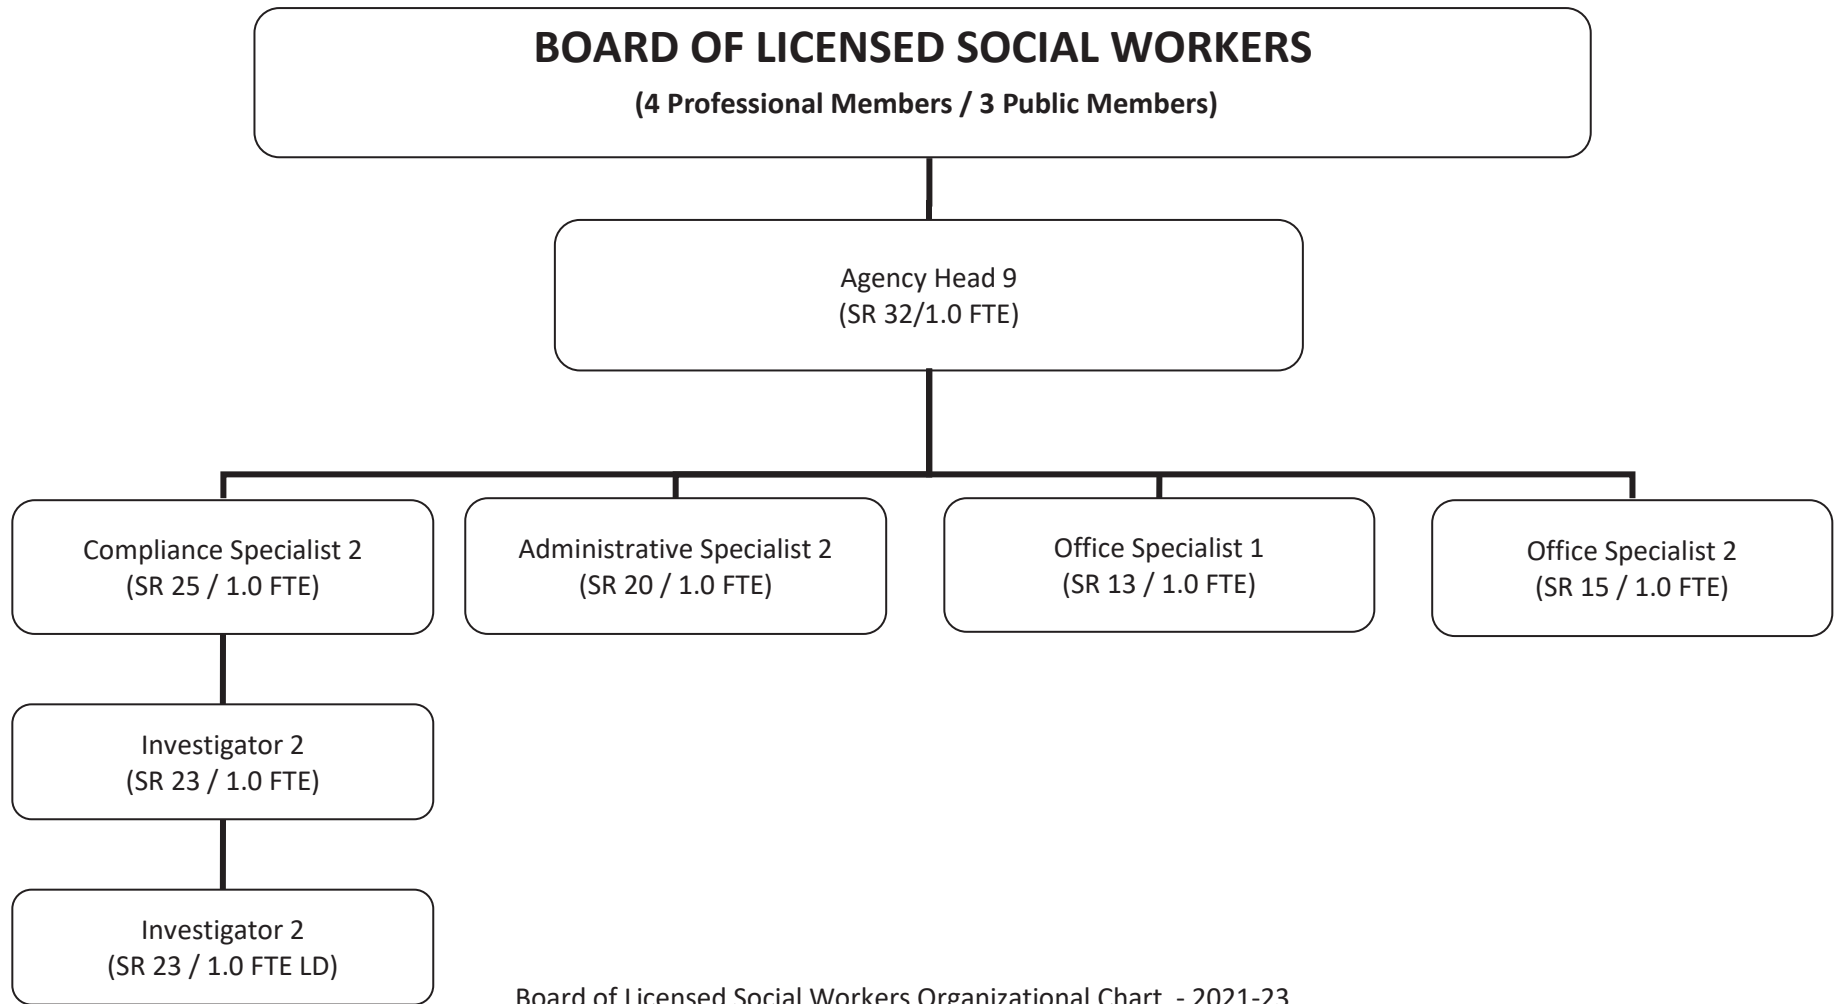 BOARD OF LICENSED SOCIAL WORKERS
(4 Professional Members / 3 Public Members)
Agency Head 9
(SR 32/1.0 FTE)
Compliance Specialist 2
(SR 25 / 1.0 FTE)
Administrative Specialist 2
(SR 20 / 1.0 FTE)
Office Specialist 1
(SR 13 / 1.0 FTE)
Office Specialist 2
(SR 15 / 1.0 FTE)
Investigator 2
(SR 23 / 1.0 FTE)
Investigator 2
(SR 23 / 1.0 FTE LD)
Board of Licensed Social Workers Organizational Chart - 2021-23